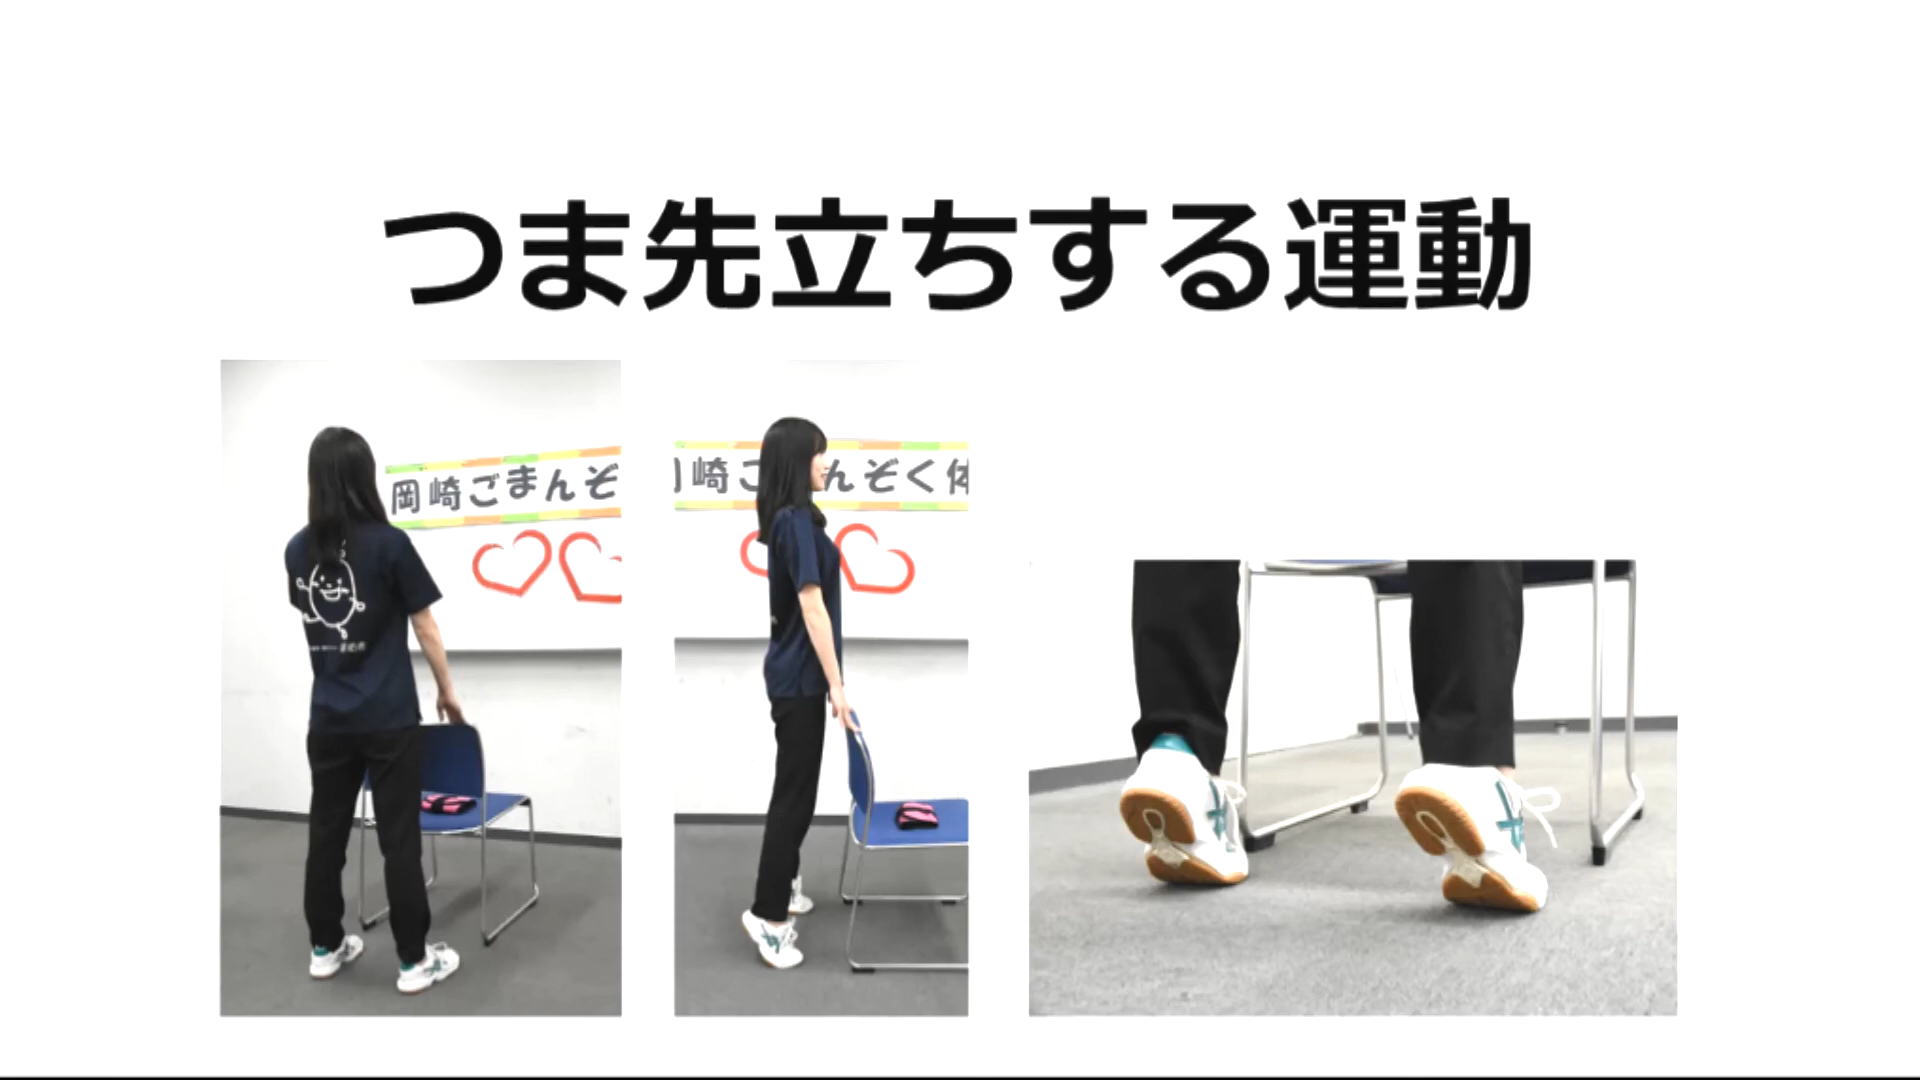 つま先立ちする運動
岡崎ごまんぞ
崎ご
んぞく体